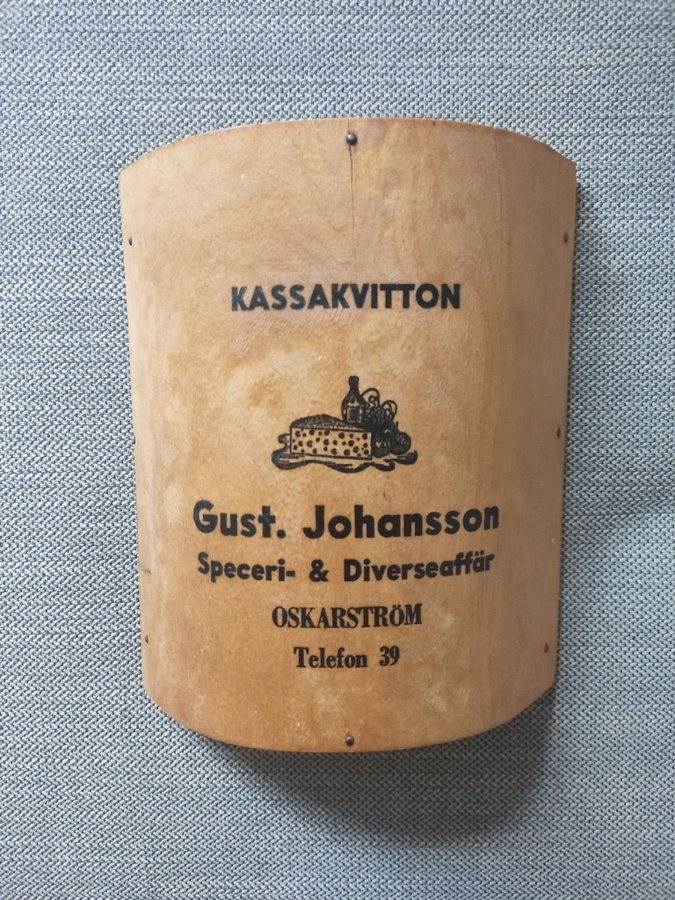 KASSAKVITTON
Gust. Johansson
Speceri- & Diverseaffär
OSKARSTRÖM
Telefon 39